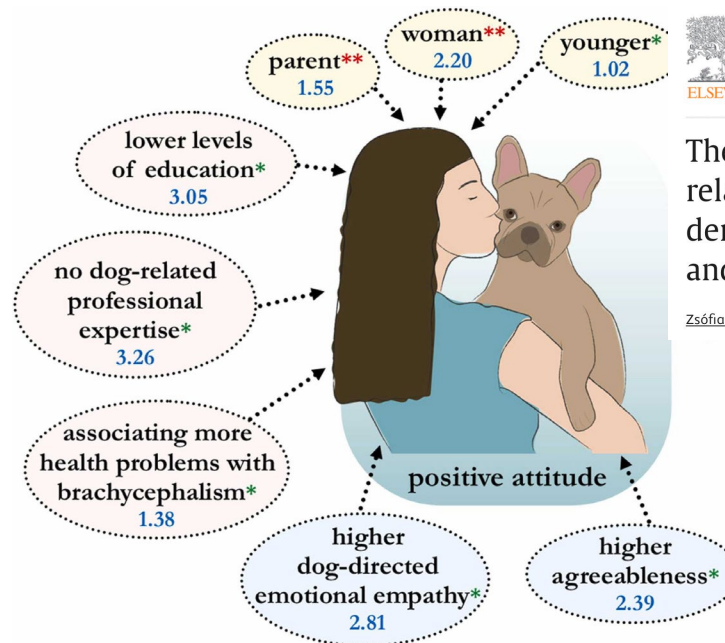 parent**
1.55
woman**
2.20
younger*
1.02
lower levels
of education*
3.05
no dog-related
professional
expertise*
3.26
associating more
health problems with
brachycephalism*
1.38
higher
dog-directed
emotional empathy*
2.81
higher
agreeableness*
2.39
positive attitude
and
Zsófia